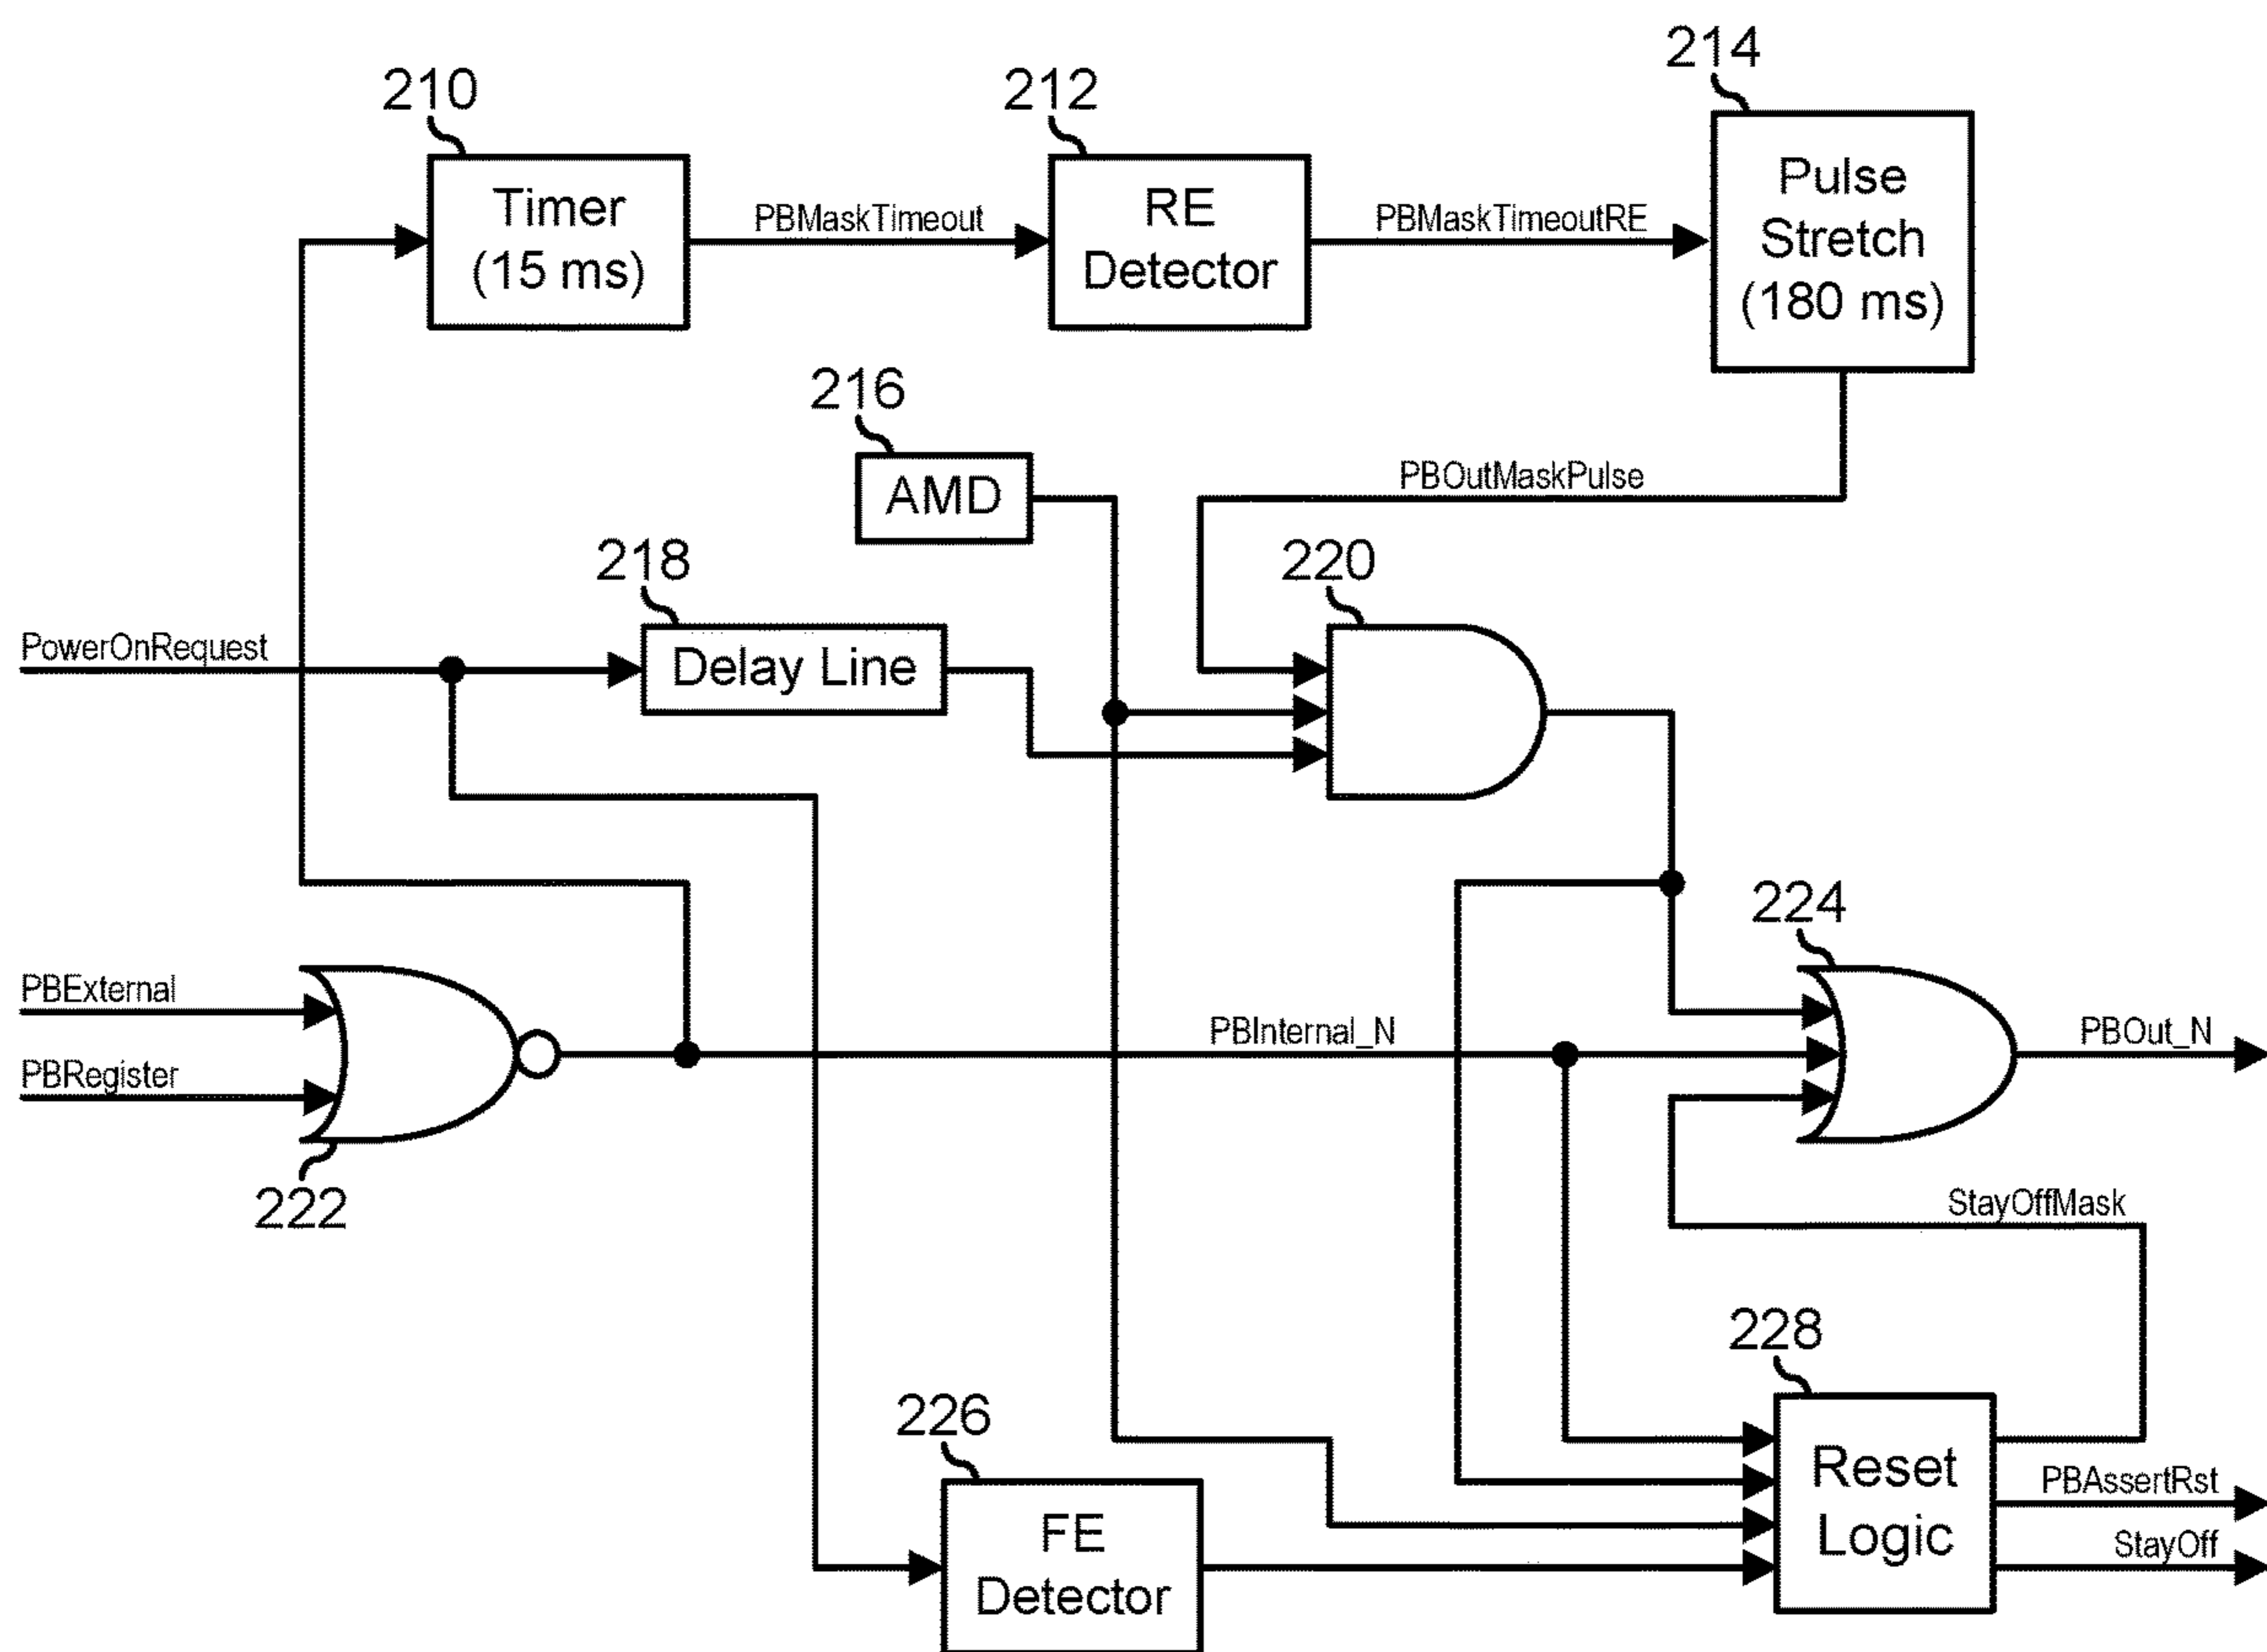 214
210
212
Pulse
Stretch
(180 ms)
Timer
(15 ms)
PBMaskTimeout
RE
Detector
PBMaskTimeoutRE
216
AMD
PBOutMaskPulse
218
220
PowerOnRequest
Delay Line
224
PBExternal
PBRegister
PBInternal_N
PBOut_N
222
StayOffMask
228
226
Reset
Logic
PBAssertRst
StayOff
FE
Detector